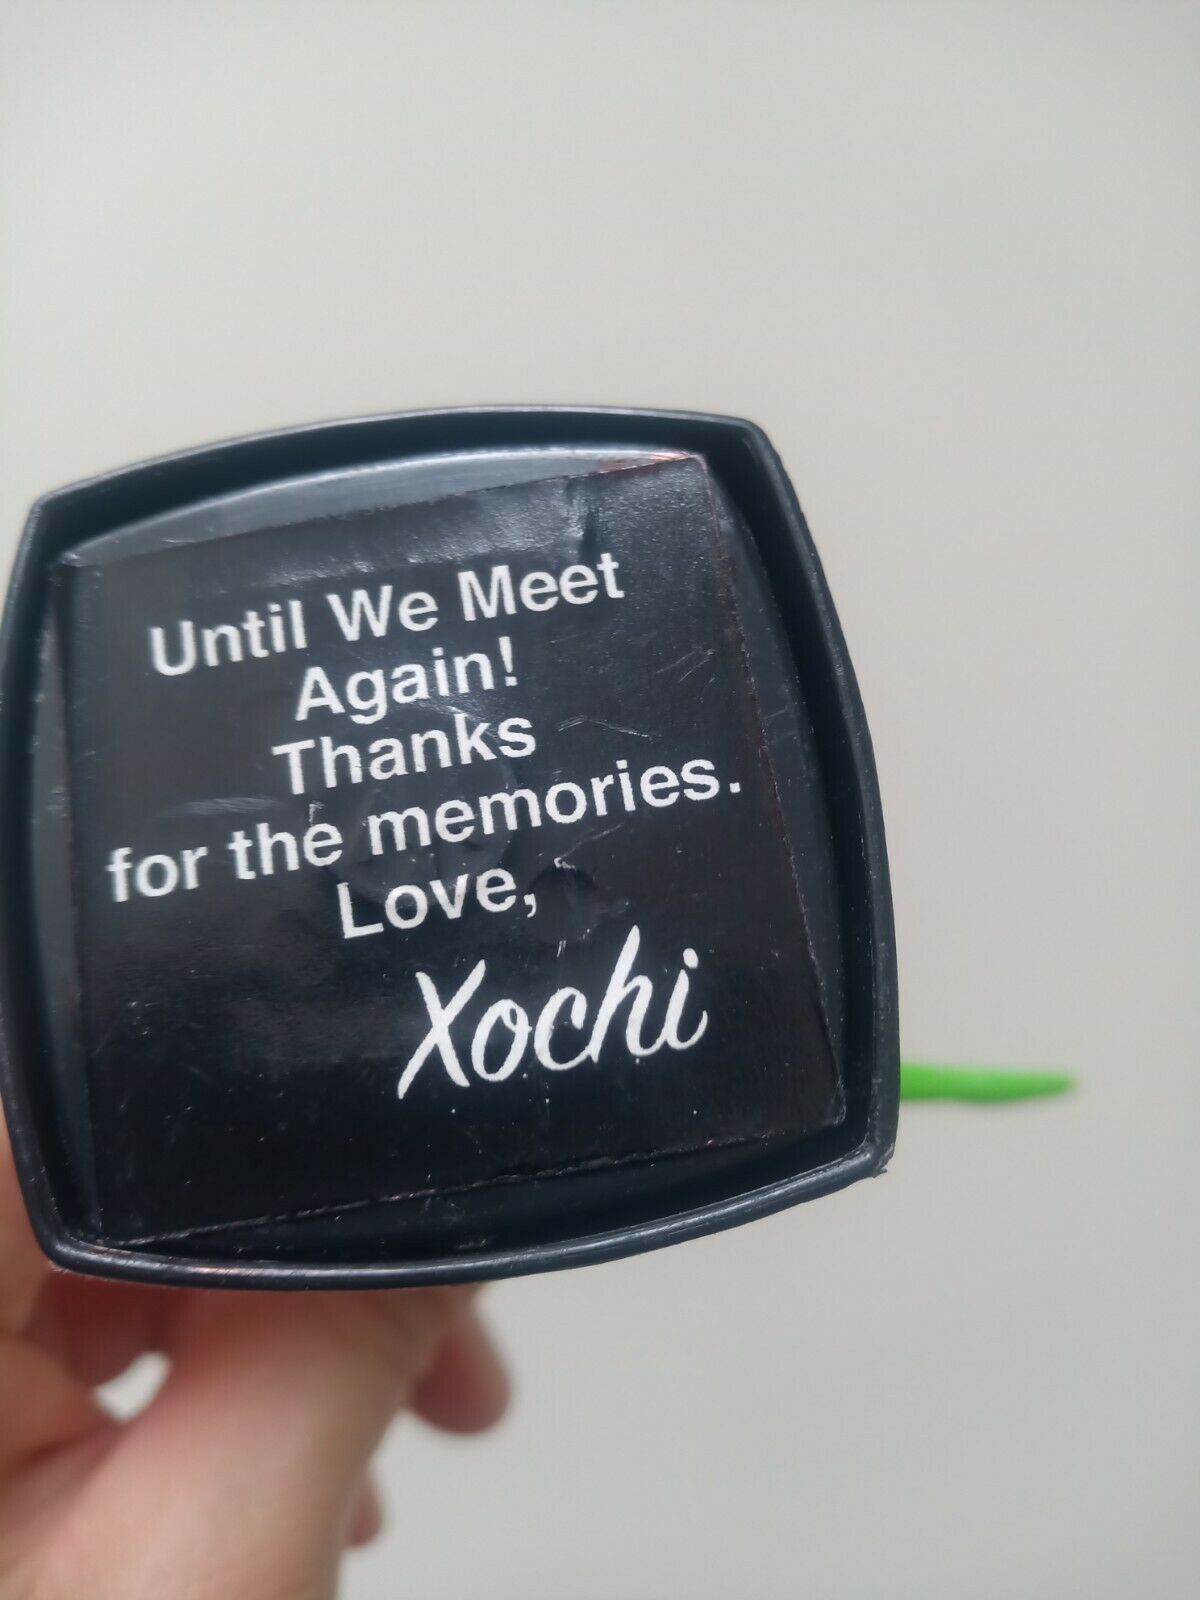 Until We Meet
Again!
Thanks
for the memories.
Love,
Xochi